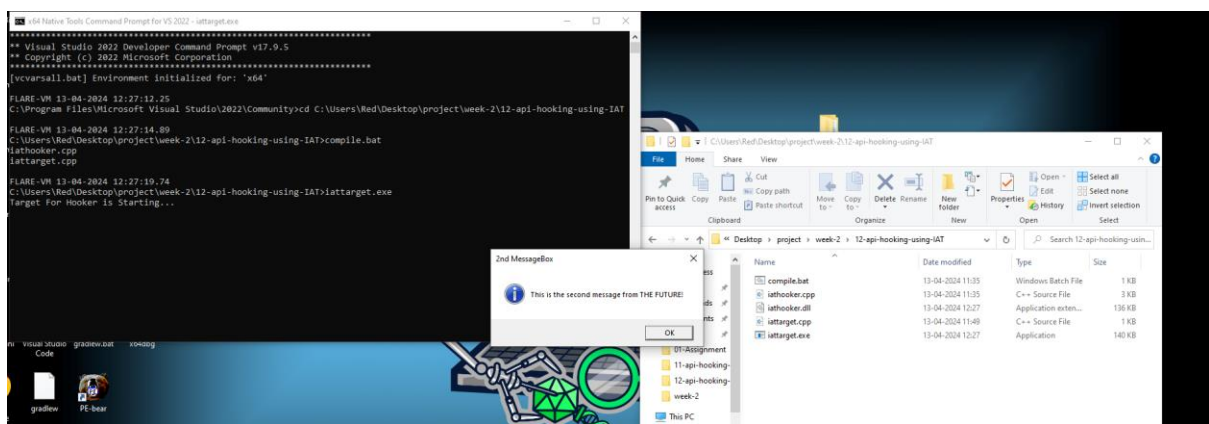 x64 Native Tools Command Prompt for VS 2022 - iattarget.exe
**********************************************************************
** Visual Studio 2022 Developer Command Prompt v17.9.5
** Copyright (c) 2022 Microsoft Corporation
**********************************************************************
[vcvarsall.bat] Environment initialized for: 'x64'
FLARE-VM 13-04-2024 12:27:12.25
C:\Program Files\Microsoft Visual Studio\2022\Community>cd C:\Users\Red\Desktop\project\week-2\12-api-hooking-using-IAT
FLARE-VM 13-04-2024 12:27:14.89
C:\Users\Red\Desktop\project\week-2\12-api-hooking-using-IAT>compile.bat
iathooker.cpp
iattarget.cpp
FLARE-VM 13-04-2024 12:27:19.74
C:\Users\Red\Desktop\project\week-2\12-api-hooking-using-IAT>iattarget.exe
Target For Hooker is Starting...
2nd MessageBox
This is the second message from THE FUTURE!
OK
Visual Studio Code
gradlew.bat
x64dbg
gradlew
PE-bear
C:\Users\Red\Desktop\project\week-2\12-api-hooking-using-IAT
File Home Share View
Pin to Quick access
Copy
Paste
Cut
Copy path
Paste shortcut
Move to
Copy to
Delete
Rename
New folder
Properties
Open
Edit
History
Select all
Select none
Invert selection
Clipboard Organize New Open Select
« Desktop > project > week-2 > 12-api-hooking-using-IAT
Search 12-api-hooking-usin...
Name Date modified Type Size
compile.bat 13-04-2024 11:35 Windows Batch File 1 KB
iathooker.cpp 13-04-2024 11:35 C++ Source File 3 KB
iathooker.dll 13-04-2024 12:27 Application exten... 136 KB
iattarget.cpp 13-04-2024 11:49 C++ Source File 1 KB
iattarget.exe 13-04-2024 12:27 Application 140 KB
01-Assignment
11-api-hooking-
12-api-hooking-
week-2
This PC